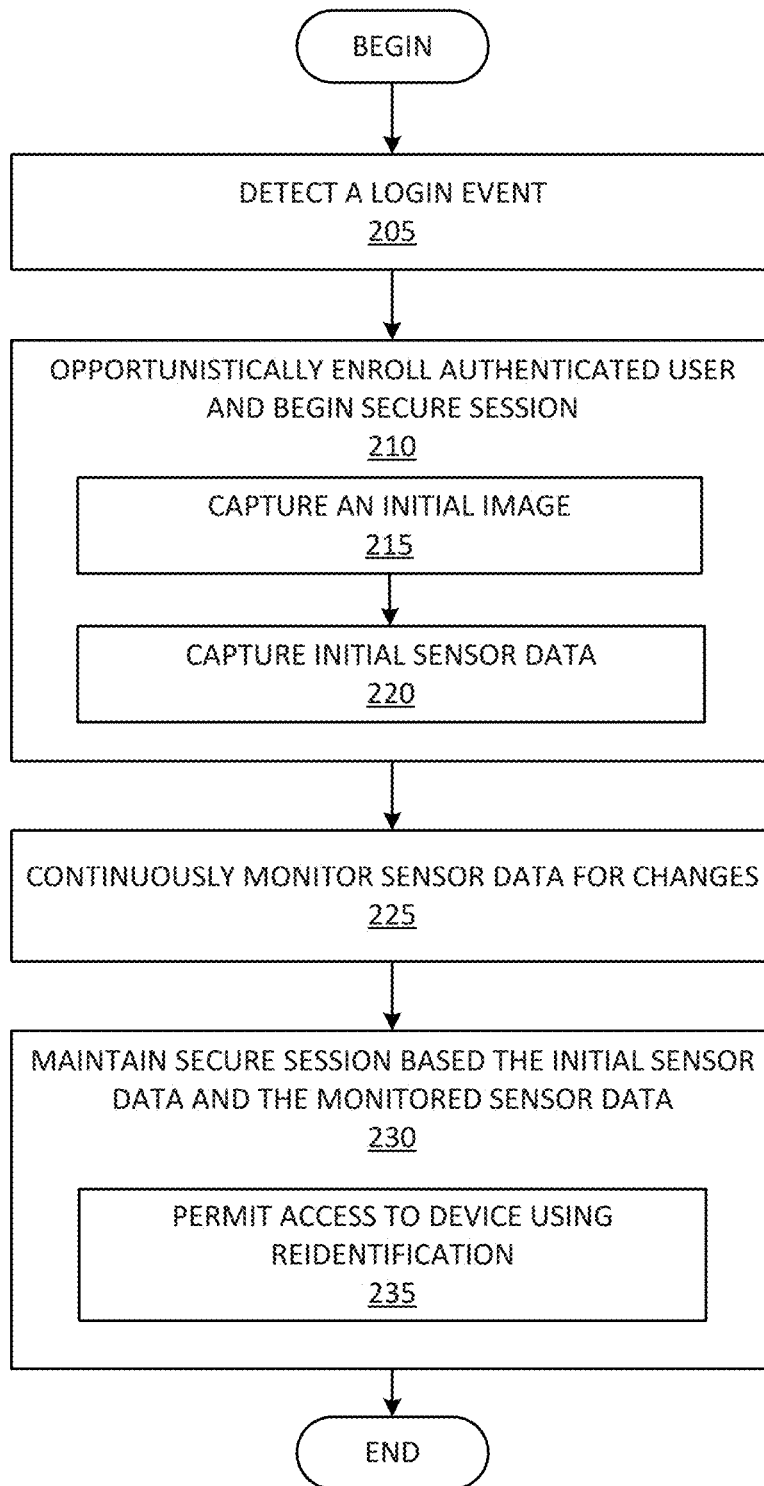 BEGIN
DETECT A LOGIN EVENT
205
OPPORTUNISTICALLY ENROLL AUTHENTICATED USER
AND BEGIN SECURE SESSION
210
CAPTURE AN INITIAL IMAGE
215
CAPTURE INITIAL SENSOR DATA
220
CONTINUOUSLY MONITOR SENSOR DATA FOR CHANGES
225
MAINTAIN SECURE SESSION BASED THE INITIAL SENSOR
DATA AND THE MONITORED SENSOR DATA
230
PERMIT ACCESS TO DEVICE USING
REIDENTIFICATION
235
END